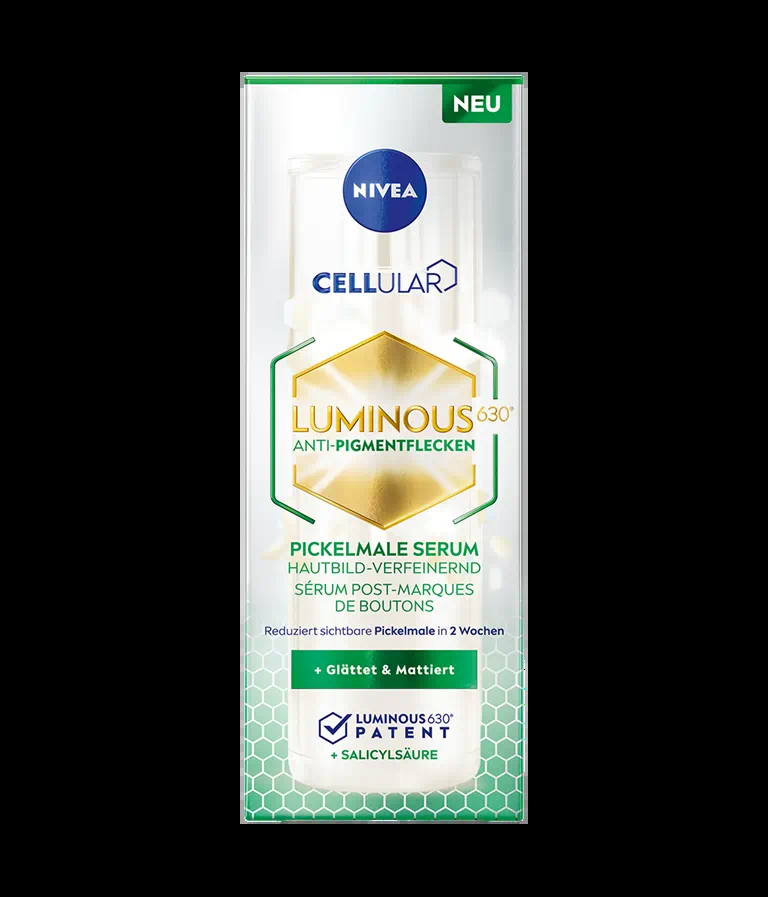 NEU
NIVEA
CELLULAR
LUMINOUS630®
ANTI-PIGMENTFLECKEN
PICKELMALE SERUM
HAUTBILD-VERFEINERND
SÉRUM POST-MARQUES
DE BOUTONS
Reduziert sichtbare Pickelmale in 2 Wochen
+ Glättet & Mattiert
LUMINOUS630®
PATENT
+ SALICYLSÄURE